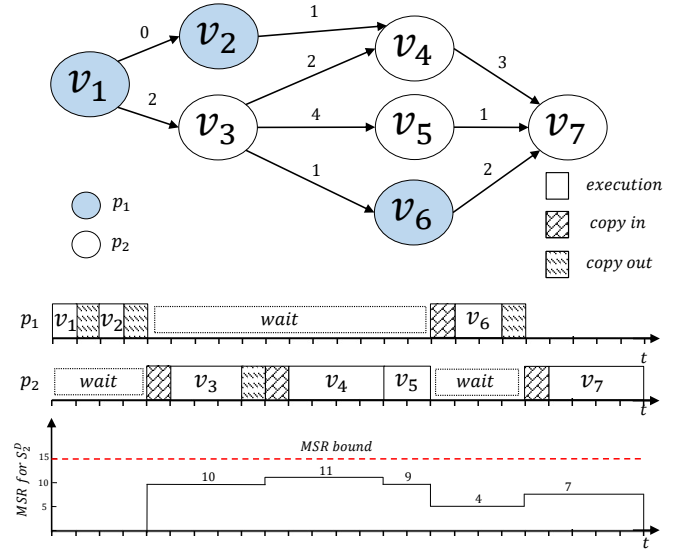 0
1
v₂
v₄
v₁
2
3
2
v₃
4
v₅
1
v₇
1
2
p₁
v₆
execution
p₂
copy in
copy out
p₁
v₁
v₂
wait
v₆
t
p₂
wait
v₃
v₄
v₅
wait
v₇
t
MSR for S₂ᴰ
MSR bound
15
10
5
10
11
9
4
7
t